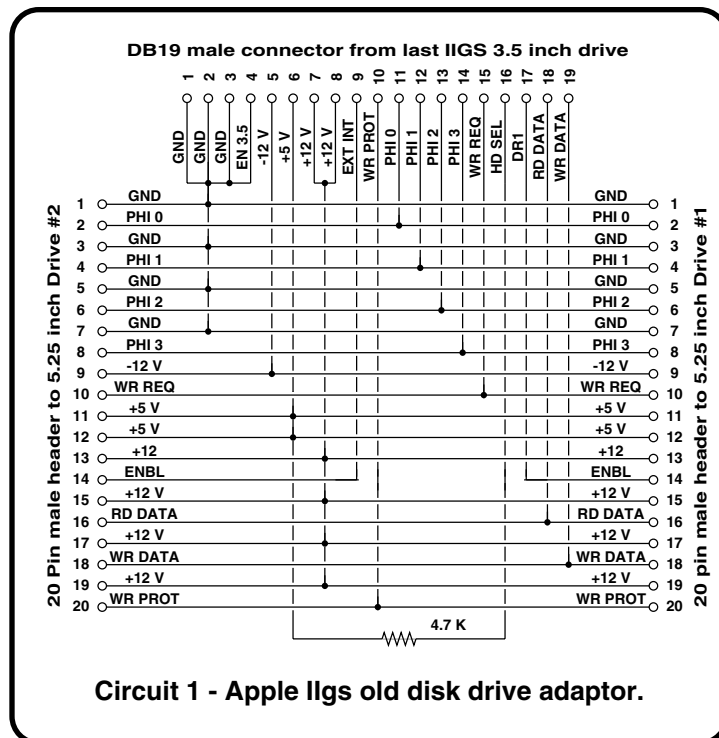 DB19 male connector from last IIGS 3.5 inch drive
1 2 3 4 5 6 7 8 9 10 11 12 13 14 15 16 17 18 19
GND
GND
GND
EN 3.5
-12 V
+5 V
+12 V
+12 V
EXT INT
WR PROT
PHI 0
PHI 1
PHI 2
PHI 3
WR REQ
HD SEL
DR1
RD DATA
WR DATA
20 Pin male header to 5.25 inch Drive #2
20 pin male header to 5.25 inch Drive #1
1 GND GND 1
2 PHI 0 PHI 0 2
3 GND GND 3
4 PHI 1 PHI 1 4
5 GND GND 5
6 PHI 2 PHI 2 6
7 GND GND 7
8 PHI 3 PHI 3 8
9 -12 V -12 V 9
10 WR REQ WR REQ 10
11 +5 V +5 V 11
12 +5 V +5 V 12
13 +12 +12 13
14 ENBL ENBL 14
15 +12 V +12 V 15
16 RD DATA RD DATA 16
17 +12 V +12 V 17
18 WR DATA WR DATA 18
19 +12 V +12 V 19
20 WR PROT WR PROT 20
4.7 K
Circuit 1 - Apple IIgs old disk drive adaptor.